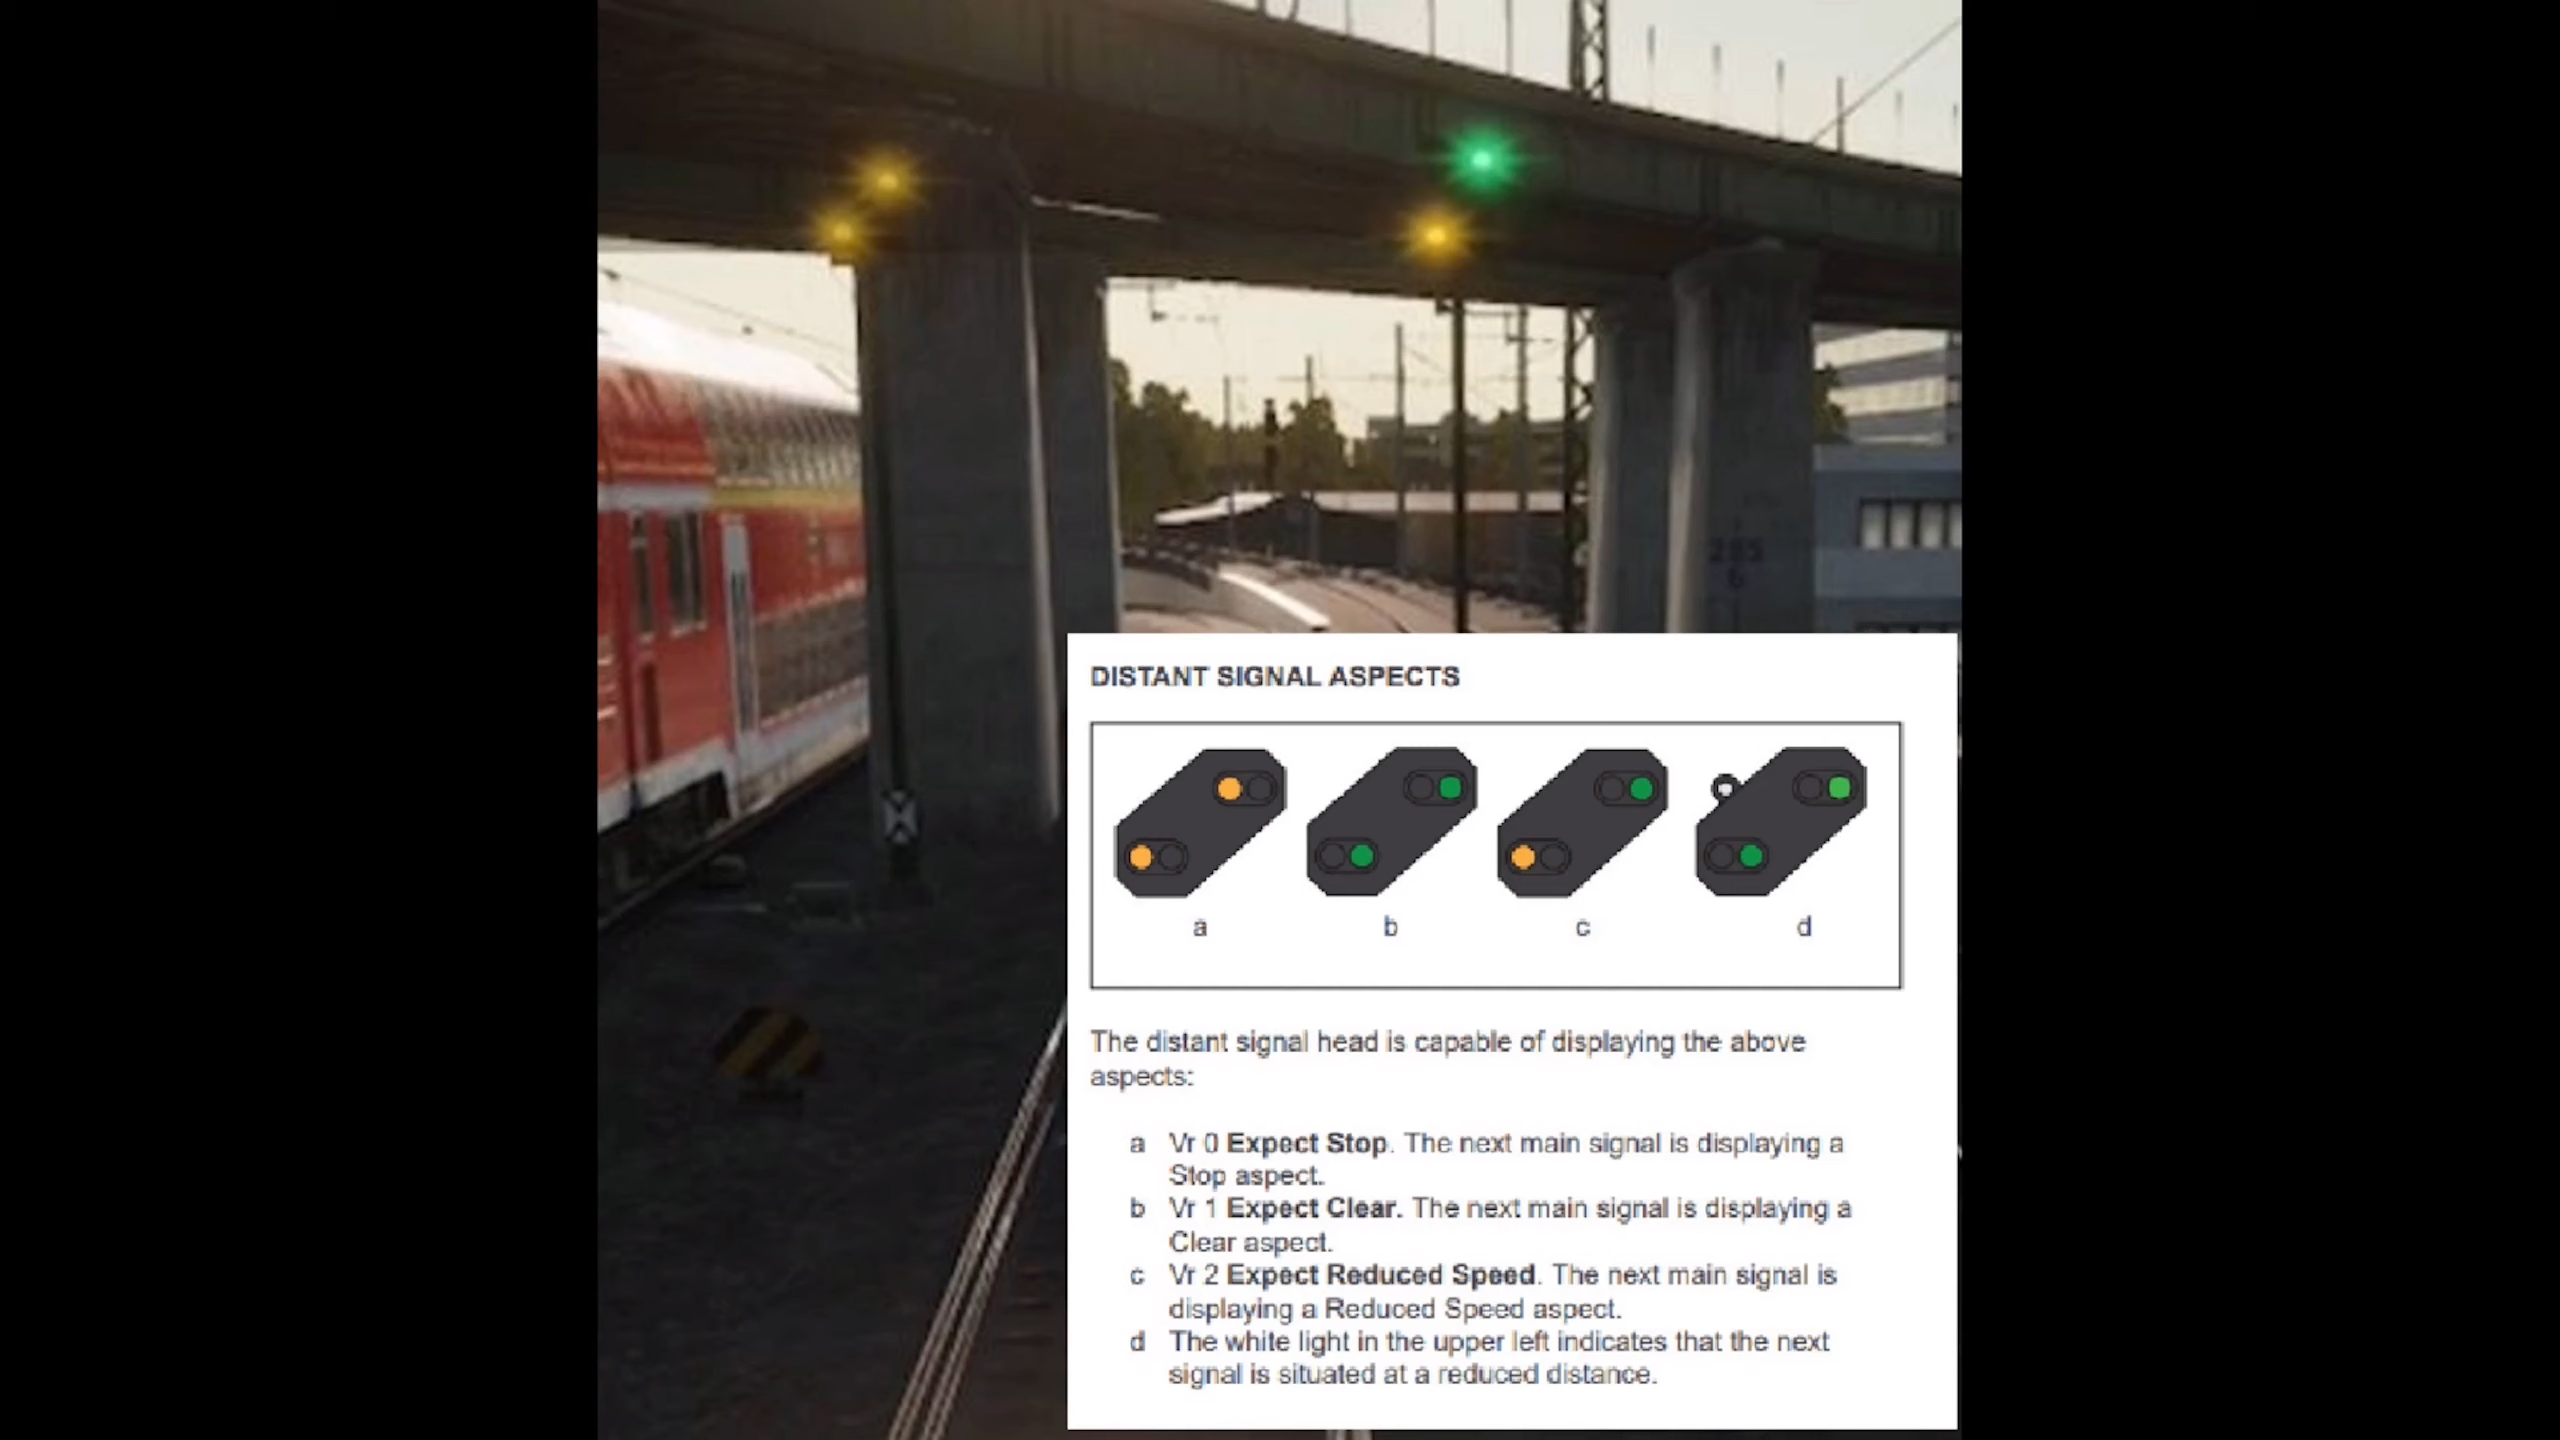 DISTANT SIGNAL ASPECTS
a b c d
The distant signal head is capable of displaying the above
aspects:
a Vr 0 Expect Stop. The next main signal is displaying a
Stop aspect.
b Vr 1 Expect Clear. The next main signal is displaying a
Clear aspect.
c Vr 2 Expect Reduced Speed. The next main signal is
displaying a Reduced Speed aspect.
d The white light in the upper left indicates that the next
signal is situated at a reduced distance.